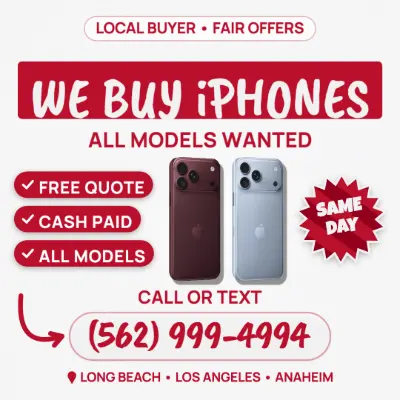 LOCAL BUYER • FAIR OFFERS
WE BUY iPHONES
ALL MODELS WANTED
FREE QUOTE
CASH PAID
ALL MODELS
SAME
DAY
CALL OR TEXT
(562) 999-4994
LONG BEACH • LOS ANGELES • ANAHEIM